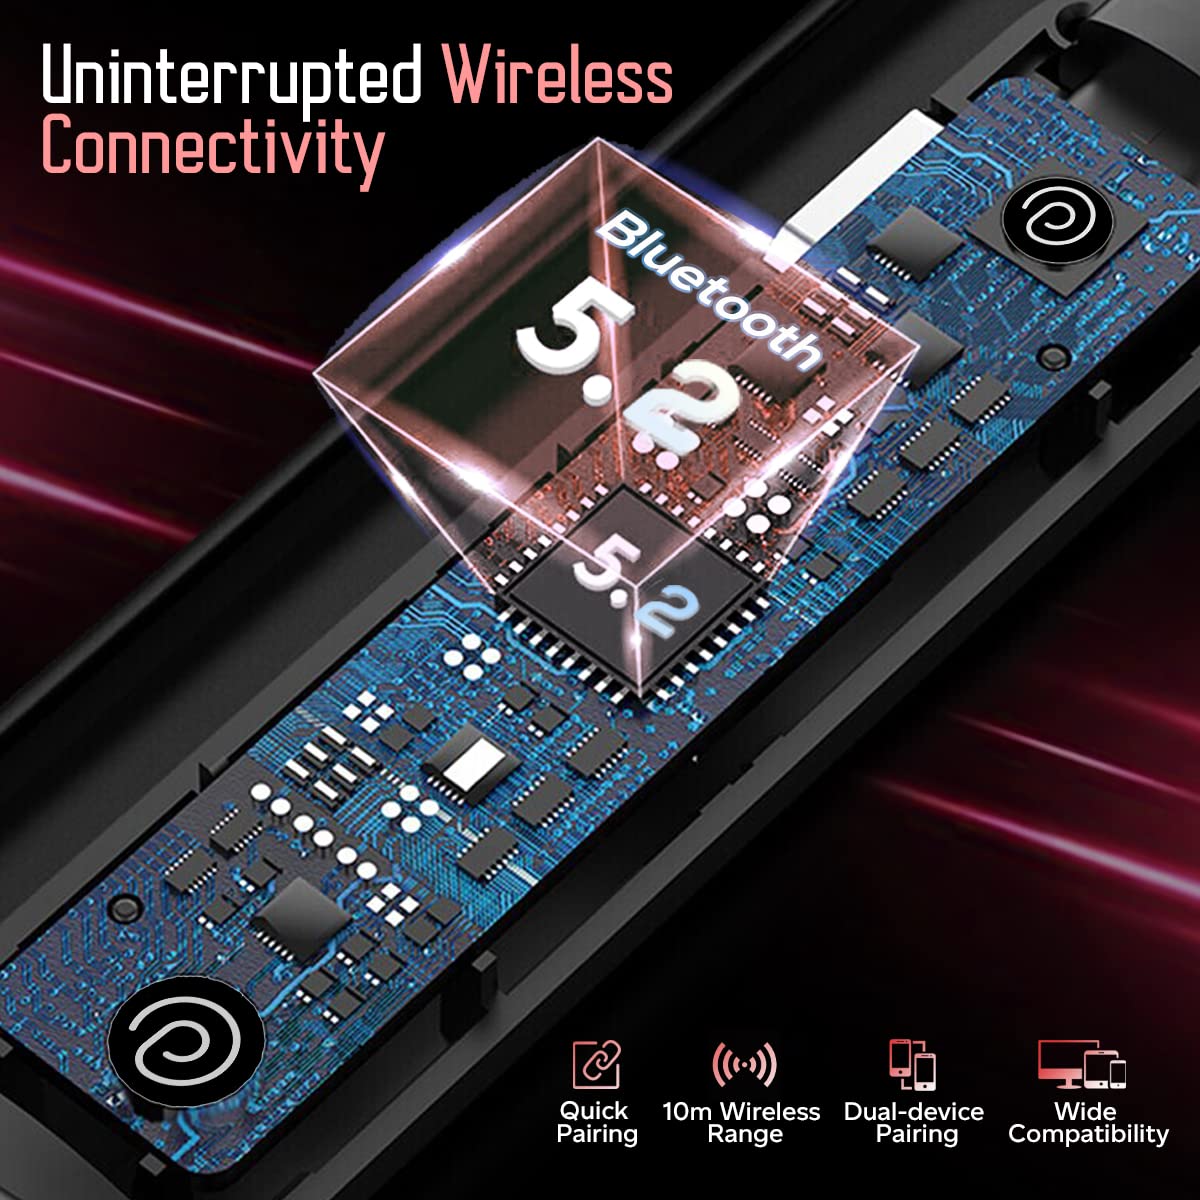 Uninterrupted Wireless
Connectivity
Bluetooth
5.2
5.2
Quick
Pairing
10m Wireless
Range
Dual-device
Pairing
Wide
Compatibility